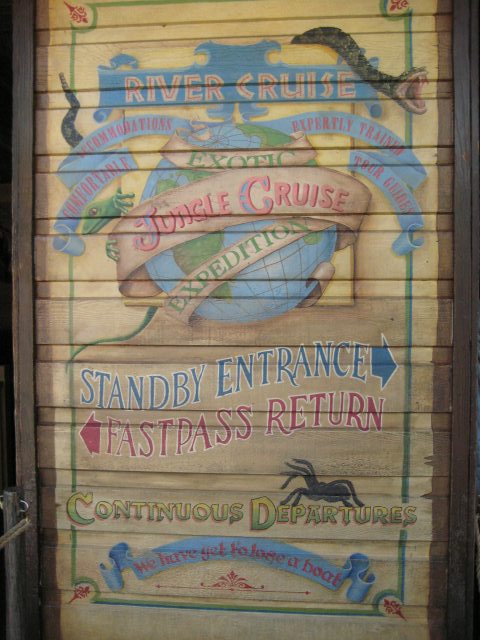 RIVER CRUISE
COMFORTABLE ACCOMMODATIONS
EXPERTLY TRAINED TOUR GUIDES
EXOTIC
JUNGLE CRUISE
EXPEDITION
STANDBY ENTRANCE
FASTPASS RETURN
CONTINUOUS DEPARTURES
We have yet to lose a boat